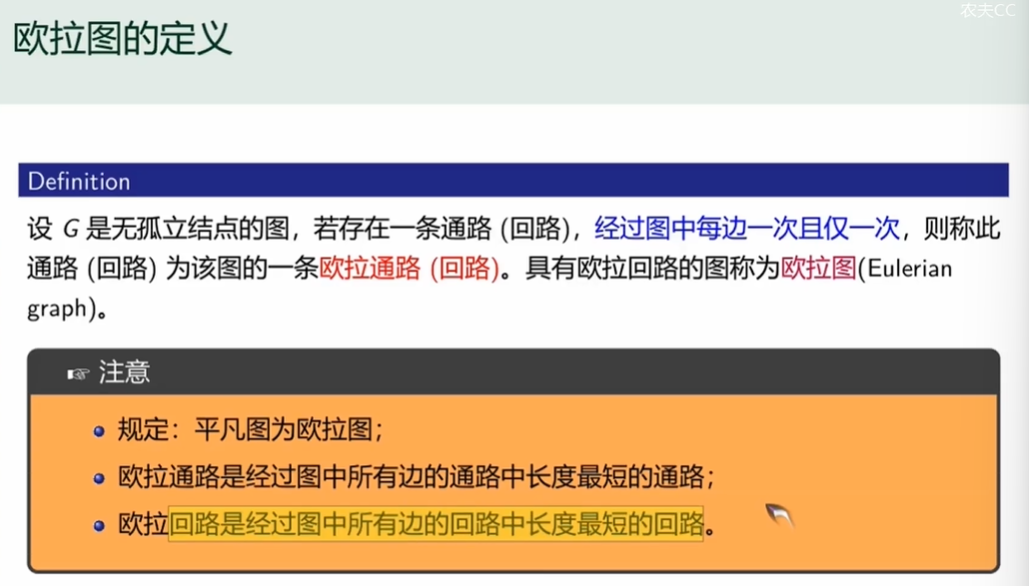 农夫CC
欧拉图的定义
Definition
设 G 是无孤立结点的图，若存在一条通路 (回路)，经过图中每边一次且仅一次，则称此
通路 (回路) 为该图的一条欧拉通路 (回路)。具有欧拉回路的图称为欧拉图(Eulerian
graph)。
☞ 注意
规定：平凡图为欧拉图；
欧拉通路是经过图中所有边的通路中长度最短的通路；
欧拉回路是经过图中所有边的回路中长度最短的回路。